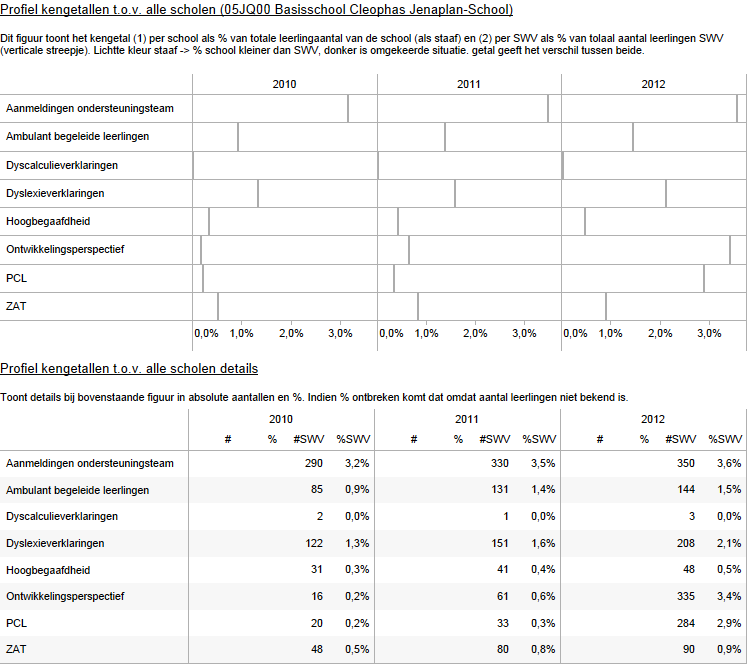 Profiel kengetallen t.o.v. alle scholen (05JQ00 Basisschool Cleophas Jenaplan-School)
Dit figuur toont het kengetal (1) per school als % van totale leerlingaantal van de school (als staaf) en (2) per SWV als % van tolaal aantal leerlingen SWV
(verticale streepje). Lichtte kleur staaf -> % school kleiner dan SWV, donker is omgekeerde situatie. getal geeft het verschil tussen beide.
2010 2011 2012
Aanmeldingen ondersteuningsteam
Ambulant begeleide leerlingen
Dyscalculieverklaringen
Dyslexieverklaringen
Hoogbegaafdheid
Ontwikkelingsperspectief
PCL
ZAT
0,0% 1,0% 2,0% 3,0% 0,0% 1,0% 2,0% 3,0% 0,0% 1,0% 2,0% 3,0%
Profiel kengetallen t.o.v. alle scholen details
Toont details bij bovenstaande figuur in absolute aantallen en %. Indien % ontbreken komt dat omdat aantal leerlingen niet bekend is.
2010 2011 2012
# % #SWV %SWV # % #SWV %SWV # % #SWV %SWV
Aanmeldingen ondersteuningsteam 290 3,2% 330 3,5% 350 3,6%
Ambulant begeleide leerlingen 85 0,9% 131 1,4% 144 1,5%
Dyscalculieverklaringen 2 0,0% 1 0,0% 3 0,0%
Dyslexieverklaringen 122 1,3% 151 1,6% 208 2,1%
Hoogbegaafdheid 31 0,3% 41 0,4% 48 0,5%
Ontwikkelingsperspectief 16 0,2% 61 0,6% 335 3,4%
PCL 20 0,2% 33 0,3% 284 2,9%
ZAT 48 0,5% 80 0,8% 90 0,9%